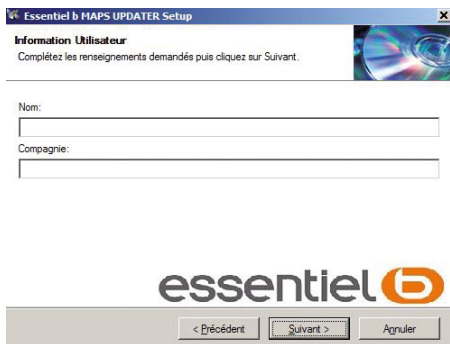 Essentiel b MAPS UPDATER Setup
Information Utilisateur
Complétez les renseignements demandés puis cliquez sur Suivant.
Nom:
Compagnie:
essentiel b
< Précédent
Suivant >
Annuler